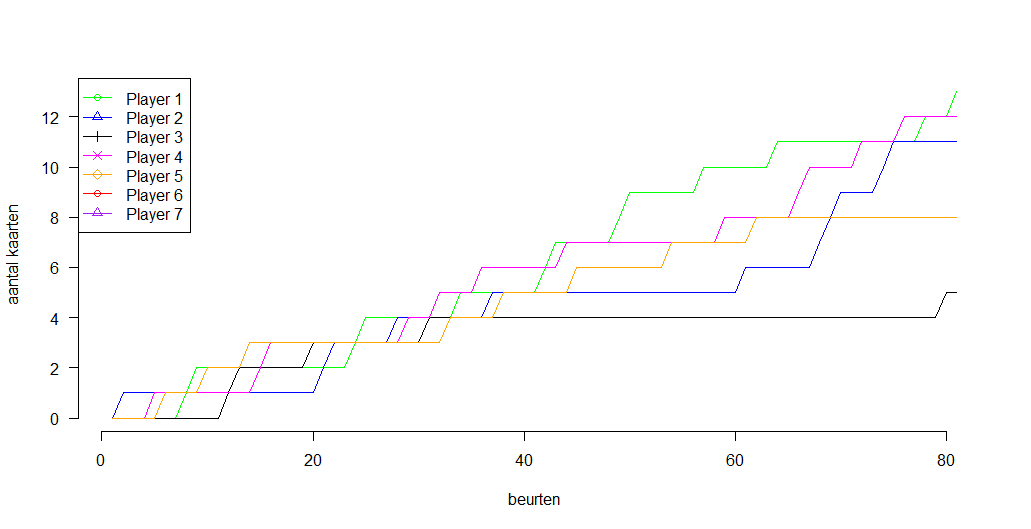 Player 1
Player 2
Player 3
Player 4
Player 5
Player 6
Player 7
12
10
8
6
4
2
0
aantal kaarten
0 20 40 60 80
beurten